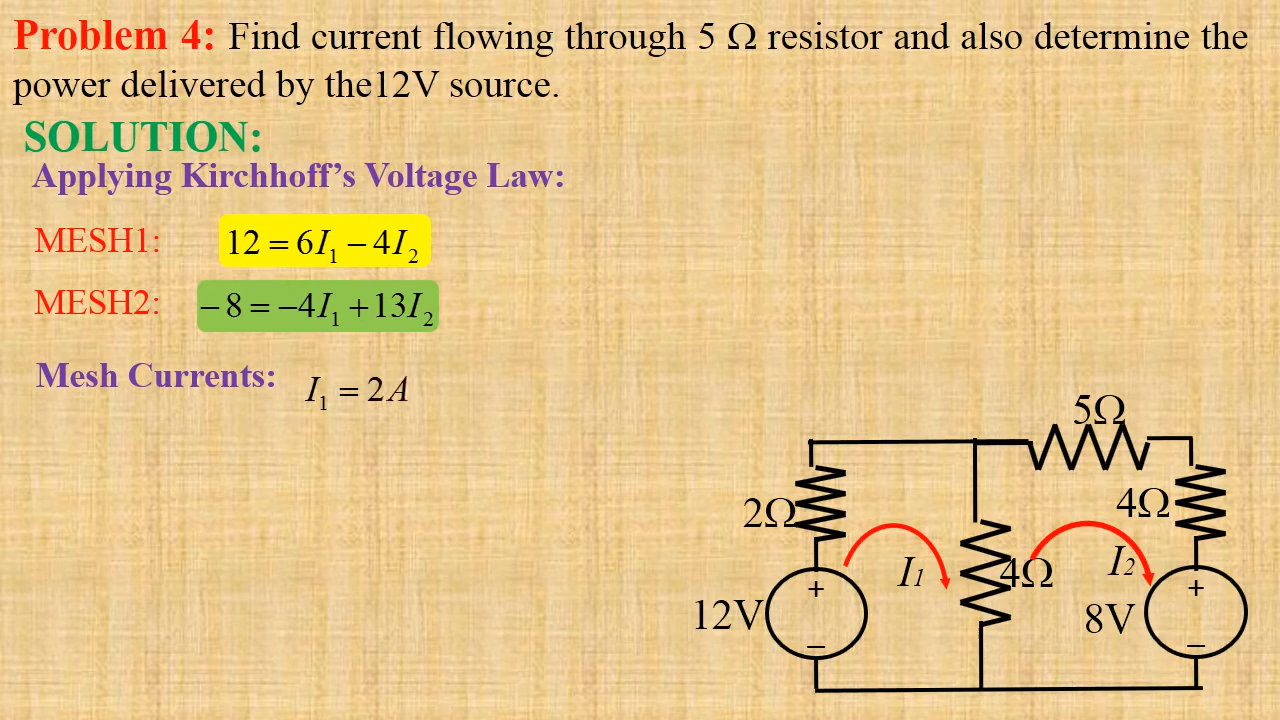 Problem 4: Find current flowing through 5 Ω resistor and also determine the
power delivered by the12V source.
SOLUTION:
Applying Kirchhoff’s Voltage Law:
MESH1: 12 = 6I₁ − 4I₂
MESH2: − 8 = −4I₁ + 13I₂
Mesh Currents: I₁ = 2A
5Ω
2Ω
4Ω
I₁
4Ω
I₂
12V
+
−
8V
+
−